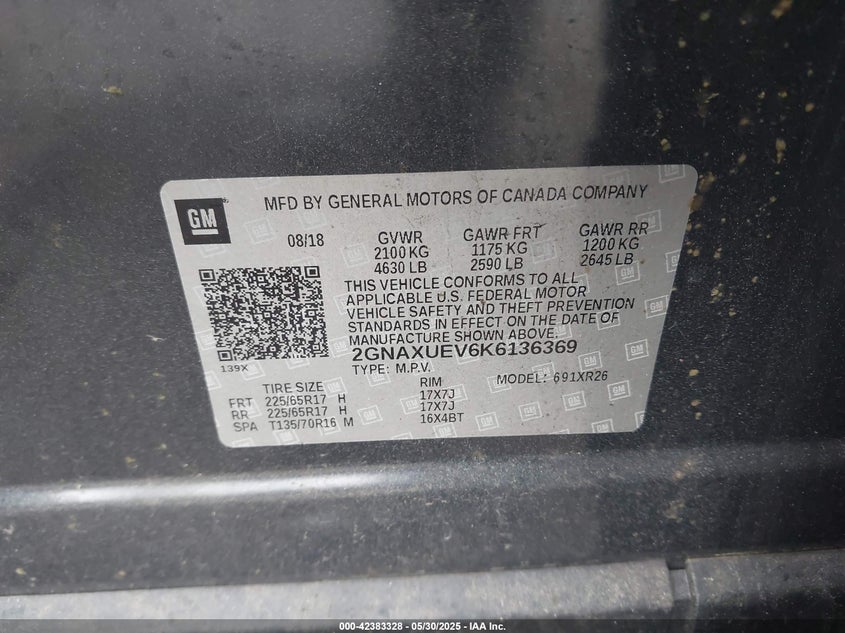 GM
MFD BY GENERAL MOTORS OF CANADA COMPANY
08/18 GVWR GAWR FRT GAWR RR
2100 KG 1175 KG 1200 KG
4630 LB 2590 LB 2645 LB
THIS VEHICLE CONFORMS TO ALL
APPLICABLE U.S. FEDERAL MOTOR
VEHICLE SAFETY AND THEFT PREVENTION
STANDARDS IN EFFECT ON THE DATE OF
MANUFACTURE SHOWN ABOVE.
2GNAXUEV6K6136369
139X
TYPE: M.P.V. MODEL: 691XR26
TIRE SIZE RIM
FRT 225/65R17 H 17X7J
RR 225/65R17 H 17X7J
SPA T135/70R16 M 16X4BT
000-42383328 - 05/30/2025 - IAA Inc.